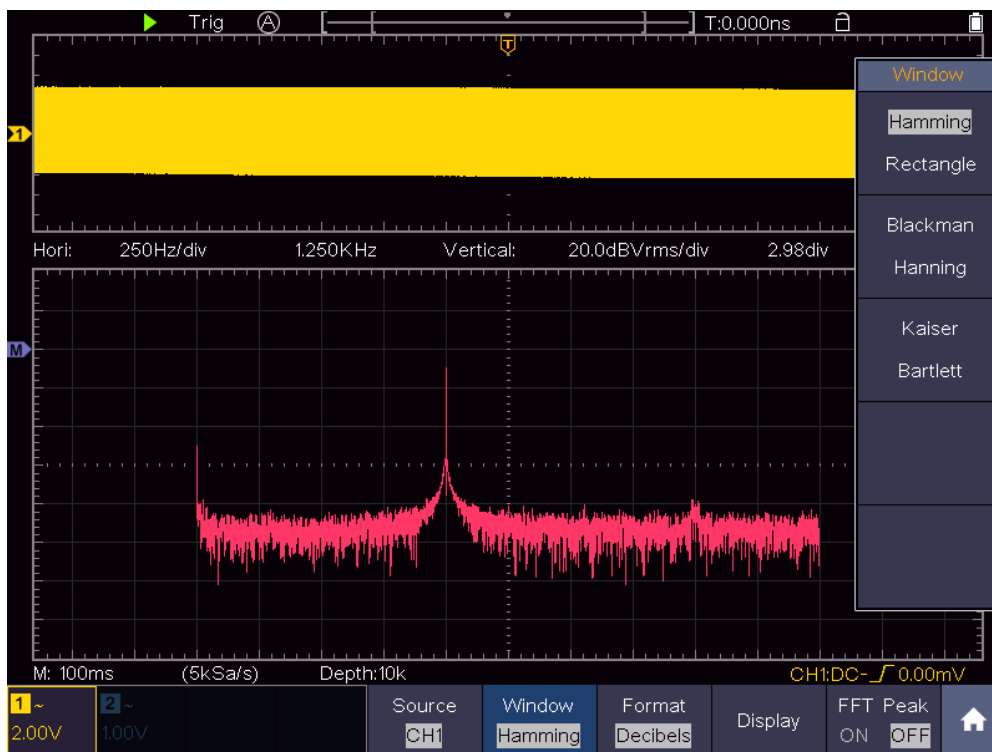 Trig A T:0.000ns
T
1
Window
Hamming
Rectangle
Blackman
Hanning
Kaiser
Bartlett
Hori: 250Hz/div 1.250KHz Vertical: 20.0dBVrms/div 2.98div
M
M: 100ms (5kSa/s) Depth:10k CH1:DC- 0.00mV
1 ~ 2 ~ Source Window Format Display FFT Peak
2.00V 1.00V CH1 Hamming Decibels ON OFF